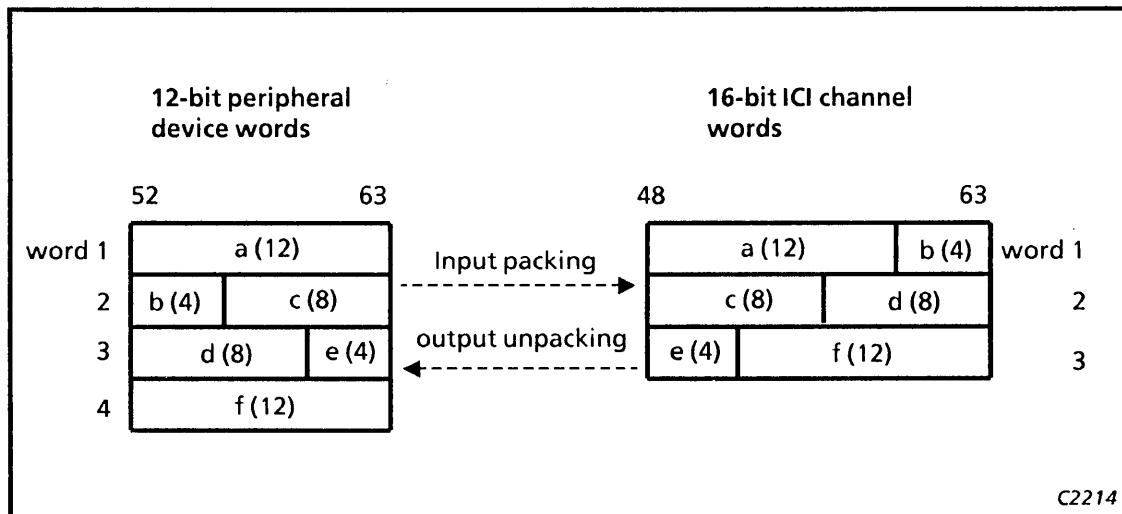 12-bit peripheral
device words
16-bit ICI channel
words
52 63
48 63
word 1 a (12)
2 b (4) c (8)
3 d (8) e (4)
4 f (12)
Input packing
output unpacking
a (12) b (4) word 1
c (8) d (8) 2
e (4) f (12) 3
C2214